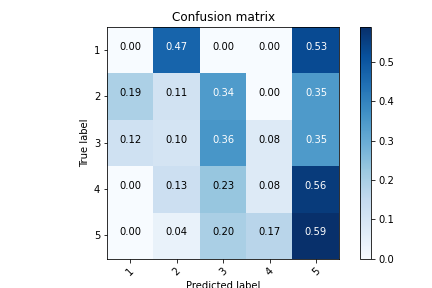 Confusion matrix
1 0.00 0.47 0.00 0.00 0.53
2 0.19 0.11 0.34 0.00 0.35
3 0.12 0.10 0.36 0.08 0.35
4 0.00 0.13 0.23 0.08 0.56
5 0.00 0.04 0.20 0.17 0.59
1 2 3 4 5
True label
Predicted label
0.5
0.4
0.3
0.2
0.1
0.0